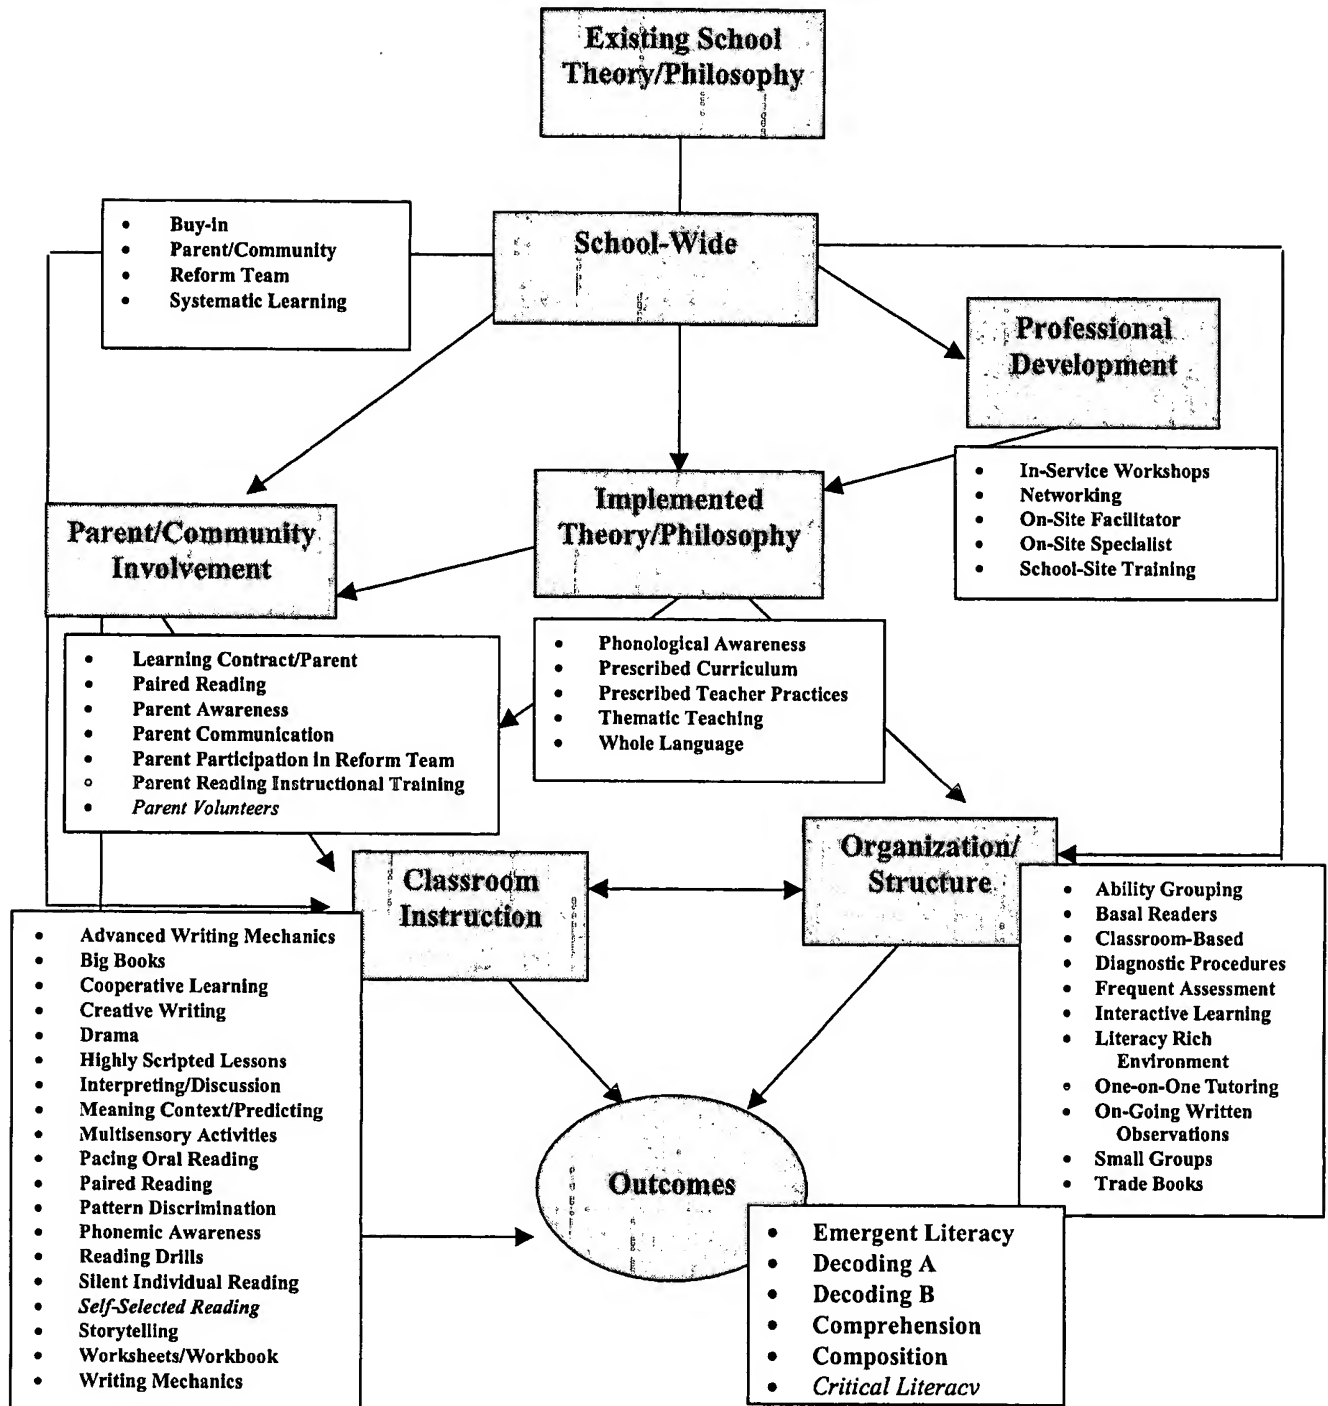 Existing School
Theory/Philosophy
• Buy-in
• Parent/Community
• Reform Team
• Systematic Learning
School-Wide
Professional
Development
• In-Service Workshops
• Networking
• On-Site Facilitator
• On-Site Specialist
• School-Site Training
Implemented
Theory/Philosophy
Parent/Community
Involvement
• Phonological Awareness
• Prescribed Curriculum
• Prescribed Teacher Practices
• Thematic Teaching
• Whole Language
• Learning Contract/Parent
• Paired Reading
• Parent Awareness
• Parent Communication
• Parent Participation in Reform Team
• Parent Reading Instructional Training
• Parent Volunteers
Classroom
Instruction
Organization/
Structure
• Advanced Writing Mechanics
• Big Books
• Cooperative Learning
• Creative Writing
• Drama
• Highly Scripted Lessons
• Interpreting/Discussion
• Meaning Context/Predicting
• Multisensory Activities
• Pacing Oral Reading
• Paired Reading
• Pattern Discrimination
• Phonemic Awareness
• Reading Drills
• Silent Individual Reading
• Self-Selected Reading
• Storytelling
• Worksheets/Workbook
• Writing Mechanics
• Ability Grouping
• Basal Readers
• Classroom-Based
• Diagnostic Procedures
• Frequent Assessment
• Interactive Learning
• Literacy Rich
Environment
• One-on-One Tutoring
• On-Going Written
Observations
• Small Groups
• Trade Books
Outcomes
• Emergent Literacy
• Decoding A
• Decoding B
• Comprehension
• Composition
• Critical Literacy